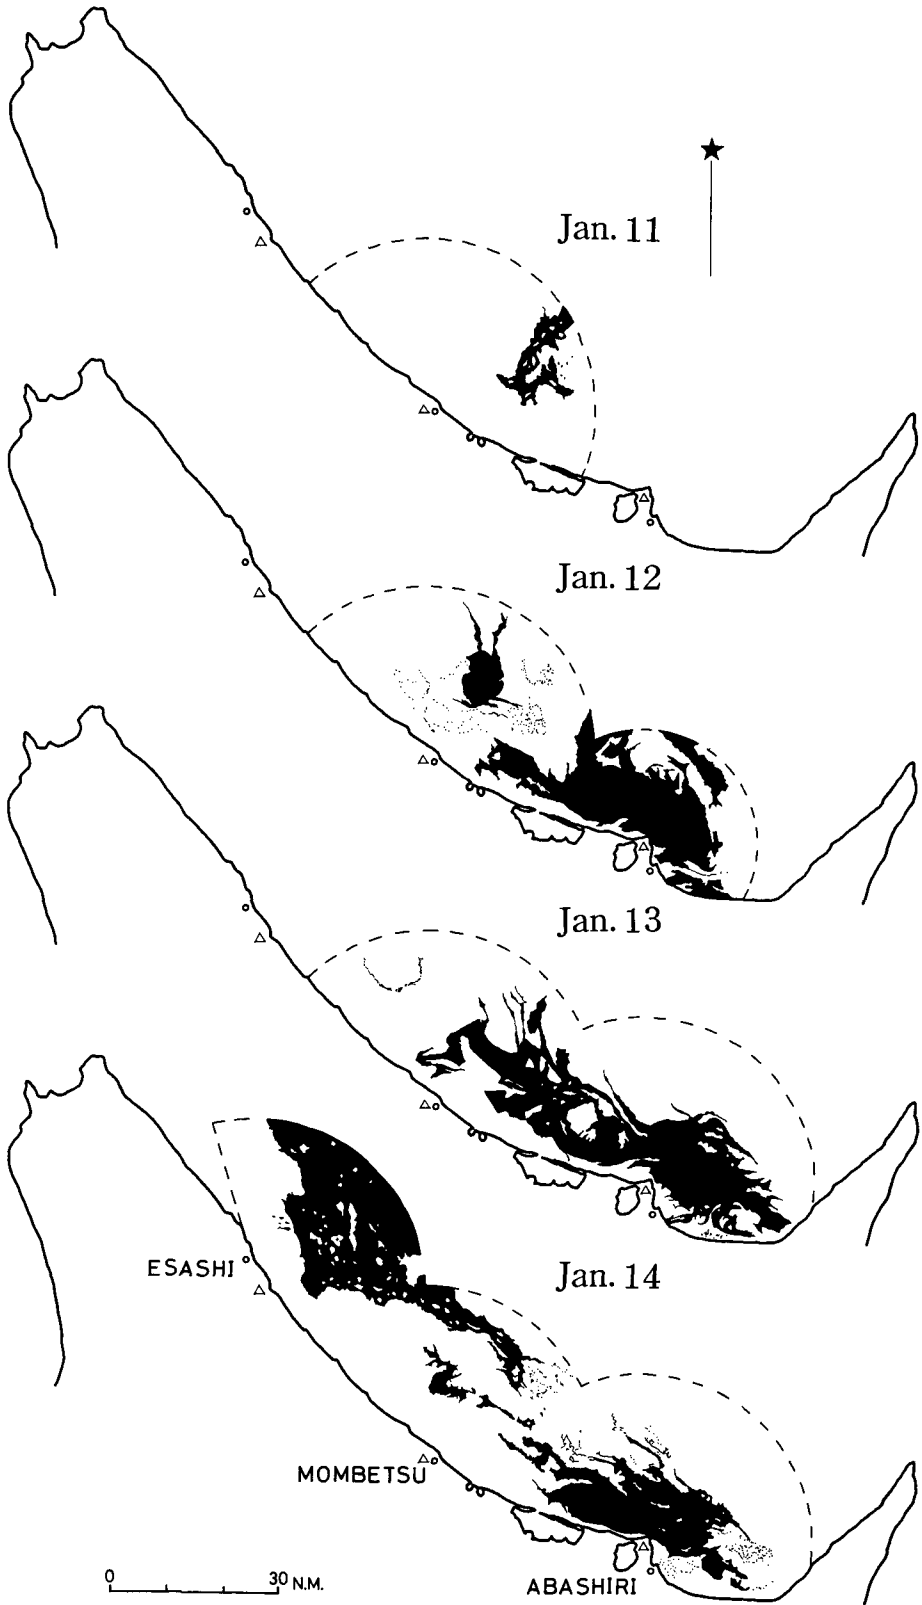 Jan. 11
Jan. 12
Jan. 13
Jan. 14
ESASHI
MOMBETSU
ABASHIRI
0 30 N.M.